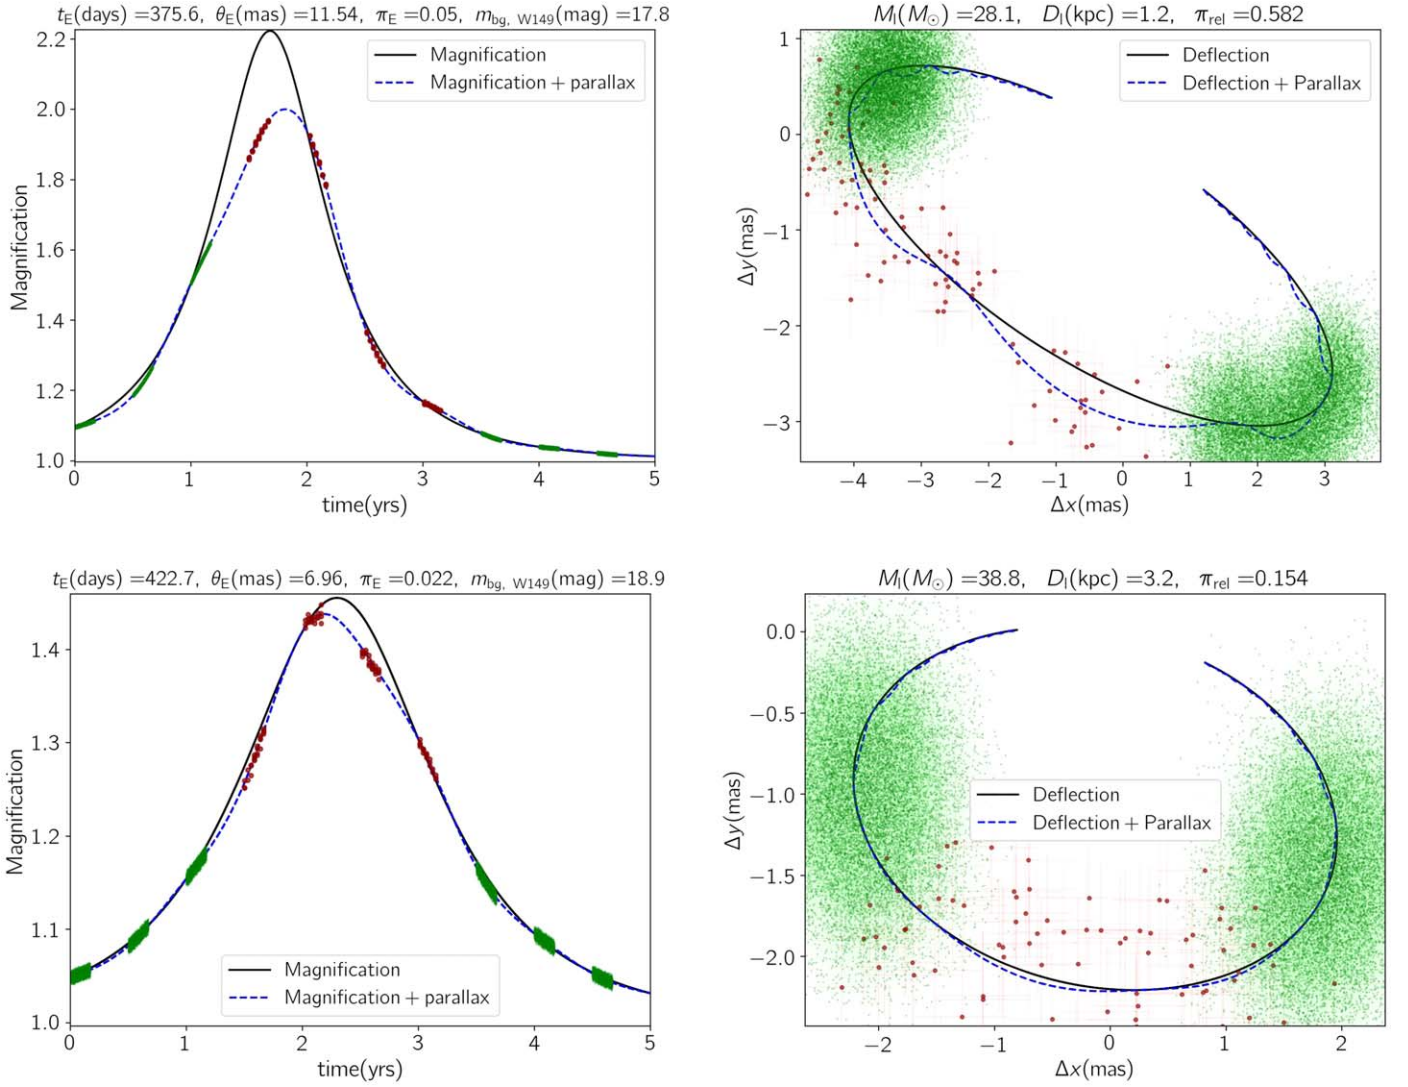 t_E(days) =375.6, θ_E(mas) =11.54, π_E =0.05, m_bg, W149(mag) =17.8
2.2
2.0
1.8
1.6
1.4
1.2
1.0
Magnification
Magnification
Magnification + parallax
0 1 2 3 4 5
time(yrs)
M_l(M_⊙) =28.1, D_l(kpc) =1.2, π_rel =0.582
1
0
−1
−2
−3
Δy(mas)
Deflection
Deflection + Parallax
−4 −3 −2 −1 0 1 2 3
Δx(mas)
t_E(days) =422.7, θ_E(mas) =6.96, π_E =0.022, m_bg, W149(mag) =18.9
1.4
1.3
1.2
1.1
1.0
Magnification
Magnification
Magnification + parallax
0 1 2 3 4 5
time(yrs)
M_l(M_⊙) =38.8, D_l(kpc) =3.2, π_rel =0.154
0.0
−0.5
−1.0
−1.5
−2.0
Δy(mas)
Deflection
Deflection + Parallax
−2 −1 0 1 2
Δx(mas)